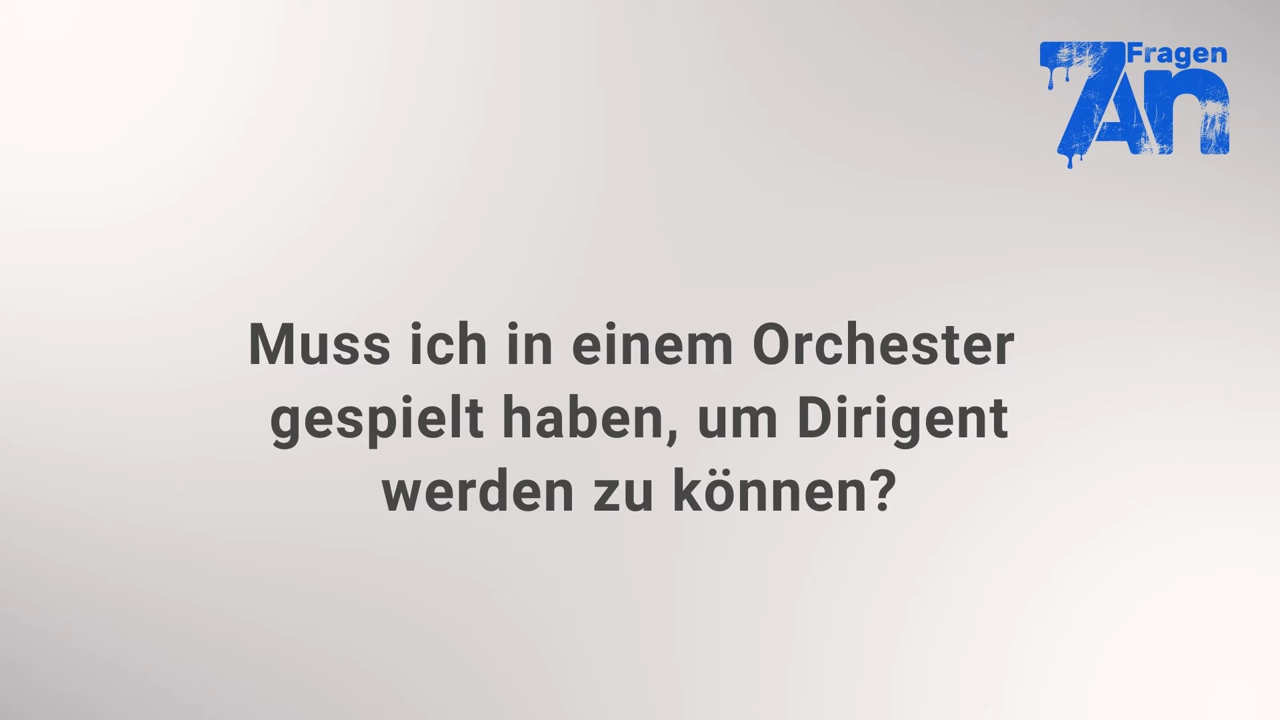 7 Fragen
An
Muss ich in einem Orchester
gespielt haben, um Dirigent
werden zu können?